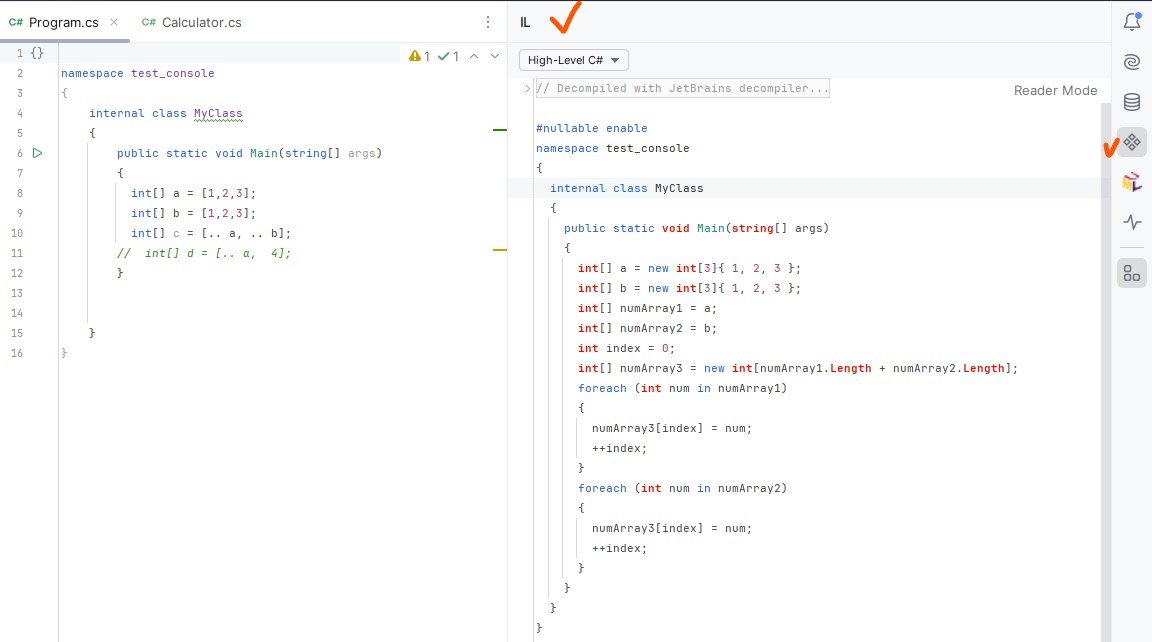 C# Program.cs × C# Calculator.cs
1 {}
1 1
2 namespace test_console
3 {
4 internal class MyClass
5 {
6 public static void Main(string[] args)
7 {
8 int[] a = [1,2,3];
9 int[] b = [1,2,3];
10 int[] c = [.. a, .. b];
11 // int[] d = [.. a, 4];
12 }
13
14
15 }
16 }
IL
High-Level C#
// Decompiled with JetBrains decompiler...
Reader Mode
#nullable enable
namespace test_console
{
internal class MyClass
{
public static void Main(string[] args)
{
int[] a = new int[3]{ 1, 2, 3 };
int[] b = new int[3]{ 1, 2, 3 };
int[] numArray1 = a;
int[] numArray2 = b;
int index = 0;
int[] numArray3 = new int[numArray1.Length + numArray2.Length];
foreach (int num in numArray1)
{
numArray3[index] = num;
++index;
}
foreach (int num in numArray2)
{
numArray3[index] = num;
++index;
}
}
}
}